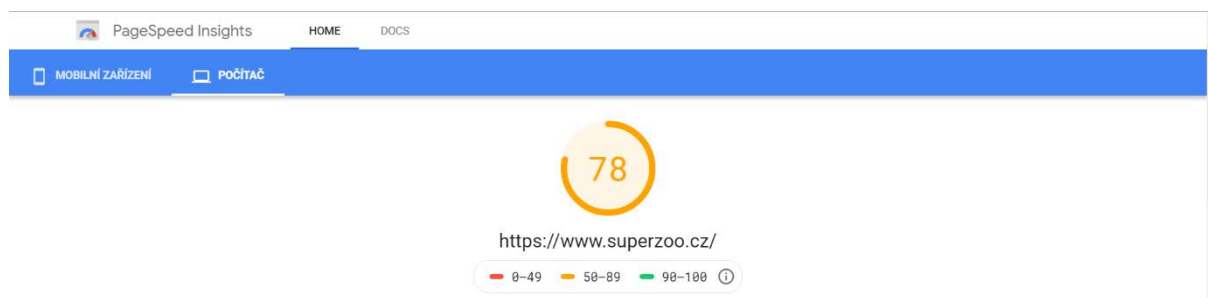 PageSpeed Insights HOME DOCS
MOBILNÍ ZAŘÍZENÍ POČÍTAČ
78
https://www.superzoo.cz/
0–49 50–89 90–100